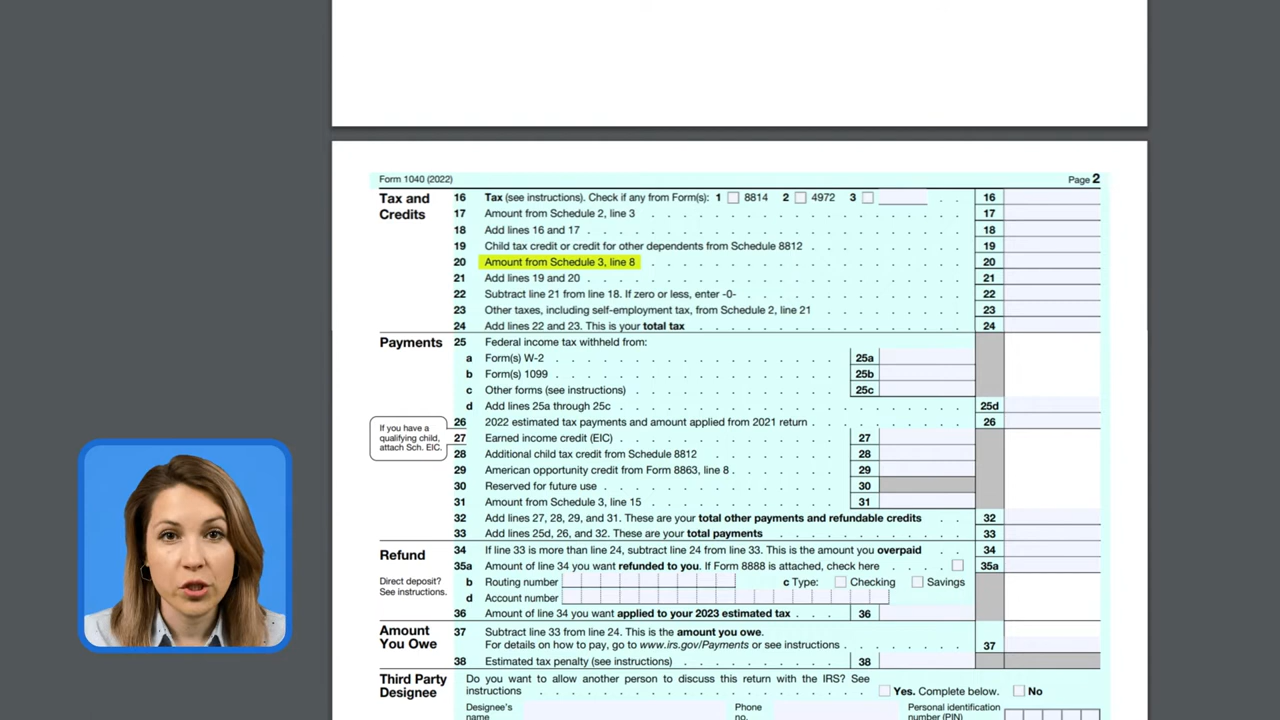 Form 1040 (2022) Page 2
Tax and Credits
16 Tax (see instructions). Check if any from Form(s): 1 8814 2 4972 3 . . 16
17 Amount from Schedule 2, line 3 . . . . . . . . . . . . . . . . . . . . 17
18 Add lines 16 and 17 . . . . . . . . . . . . . . . . . . . . . . . 18
19 Child tax credit or credit for other dependents from Schedule 8812 . . . . . . . . . . 19
20 Amount from Schedule 3, line 8 . . . . . . . . . . . . . . . . . . . . 20
21 Add lines 19 and 20 . . . . . . . . . . . . . . . . . . . . . . . 21
22 Subtract line 21 from line 18. If zero or less, enter -0- . . . . . . . . . . . . . . 22
23 Other taxes, including self-employment tax, from Schedule 2, line 21 . . . . . . . . . 23
24 Add lines 22 and 23. This is your total tax . . . . . . . . . . . . . . . . . 24
Payments
25 Federal income tax withheld from:
a Form(s) W-2 . . . . . . . . . . . . . . . . . . 25a
b Form(s) 1099 . . . . . . . . . . . . . . . . . . 25b
c Other forms (see instructions) . . . . . . . . . . . . . 25c
d Add lines 25a through 25c . . . . . . . . . . . . . . . . . . . . . 25d
26 2022 estimated tax payments and amount applied from 2021 return . . . . . . . . . . 26
If you have a
qualifying child,
attach Sch. EIC.
27 Earned income credit (EIC) . . . . . . . . . . . . . . 27
28 Additional child tax credit from Schedule 8812 . . . . . . . . 28
29 American opportunity credit from Form 8863, line 8 . . . . . . . 29
30 Reserved for future use . . . . . . . . . . . . . . . 30
31 Amount from Schedule 3, line 15 . . . . . . . . . . . . 31
32 Add lines 27, 28, 29, and 31. These are your total other payments and refundable credits . . 32
33 Add lines 25d, 26, and 32. These are your total payments . . . . . . . . . . . . 33
Refund
34 If line 33 is more than line 24, subtract line 24 from line 33. This is the amount you overpaid . . 34
35a Amount of line 34 you want refunded to you. If Form 8888 is attached, check here . . . . 35a
Direct deposit?
See instructions.
b Routing number c Type: Checking Savings
d Account number
36 Amount of line 34 you want applied to your 2023 estimated tax . . . 36
Amount
You Owe
37 Subtract line 33 from line 24. This is the amount you owe.
For details on how to pay, go to www.irs.gov/Payments or see instructions . . . . . . . . 37
38 Estimated tax penalty (see instructions) . . . . . . . . . . 38
Third Party
Designee
Do you want to allow another person to discuss this return with the IRS? See
instructions . . . . . . . . . . . . . . . . . . . . Yes. Complete below. No
Designee's
name
Phone
no.
Personal identification
number (PIN)